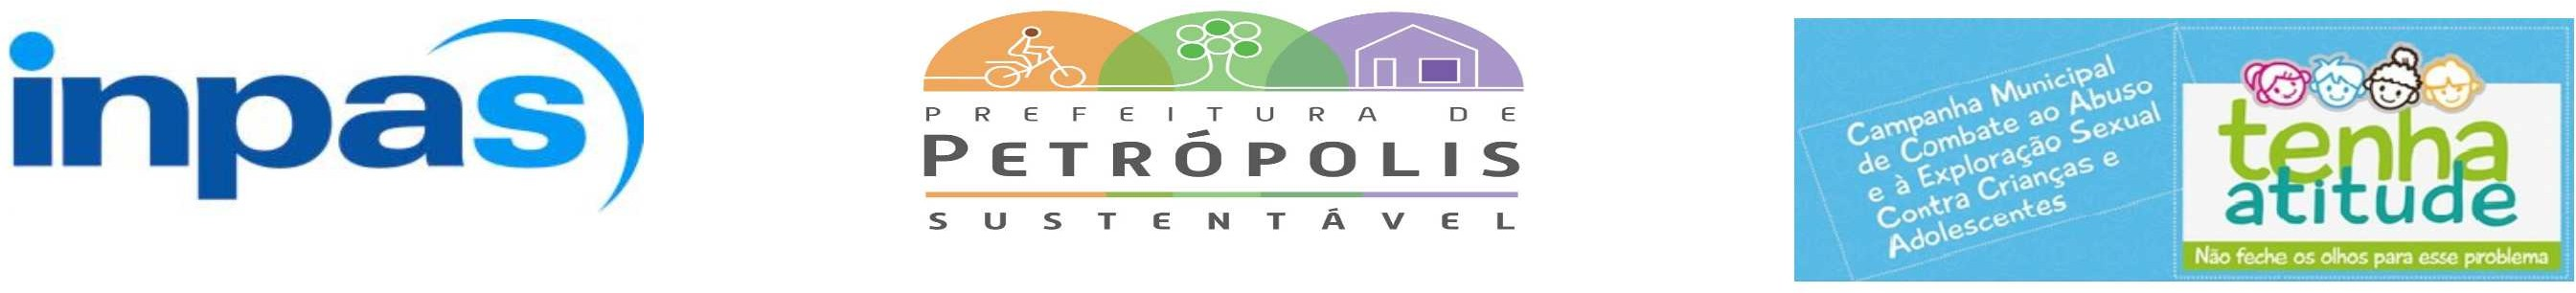 inpas
PREFEITURA DE
PETRÓPOLIS
SUSTENTÁVEL
Campanha Municipal
de Combate ao Abuso
e à Exploração Sexual
Contra Crianças e
Adolescentes
tenha
atitude
Não feche os olhos para esse problema